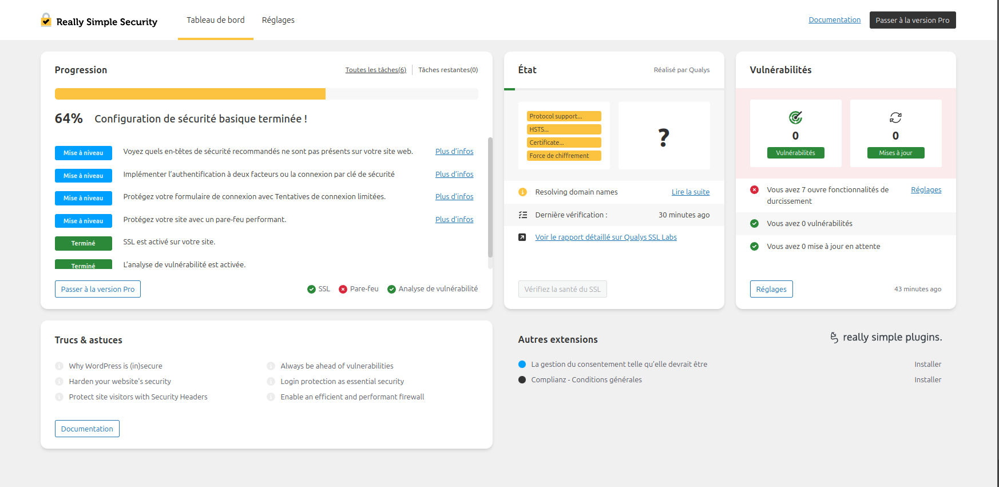 Really Simple Security
Tableau de bord
Réglages
Documentation
Passer à la version Pro
Progression
Toutes les tâches(6)
Tâches restantes(0)
64%
Configuration de sécurité basique terminée !
Mise à niveau
Voyez quels en-têtes de sécurité recommandés ne sont pas présents sur votre site web.
Plus d’infos
Mise à niveau
Implémenter l’authentification à deux facteurs ou la connexion par clé de sécurité
Plus d’infos
Mise à niveau
Protégez votre formulaire de connexion avec Tentatives de connexion limitées.
Plus d’infos
Mise à niveau
Protégez votre site avec un pare-feu performant.
Plus d’infos
Terminé
SSL est activé sur votre site.
Terminé
L’analyse de vulnérabilité est activée.
Passer à la version Pro
SSL
Pare-feu
Analyse de vulnérabilité
État
Réalisé par Qualys
Protocol support...
HSTS...
Certificate...
Force de chiffrement
?
Resolving domain names
Lire la suite
Dernière vérification :
30 minutes ago
Voir le rapport détaillé sur Qualys SSL Labs
Vérifiez la santé du SSL
Vulnérabilités
0
Vulnérabilités
0
Mises à jour
Vous avez 7 ouvre fonctionnalités de
durcissement
Réglages
Vous avez 0 vulnérabilités
Vous avez 0 mise à jour en attente
Réglages
43 minutes ago
Trucs & astuces
Why WordPress is (in)secure
Always be ahead of vulnerabilities
Harden your website's security
Login protection as essential security
Protect site visitors with Security Headers
Enable an efficient and performant firewall
Documentation
Autres extensions
really simple plugins.
La gestion du consentement telle qu’elle devrait être
Installer
Complianz - Conditions générales
Installer